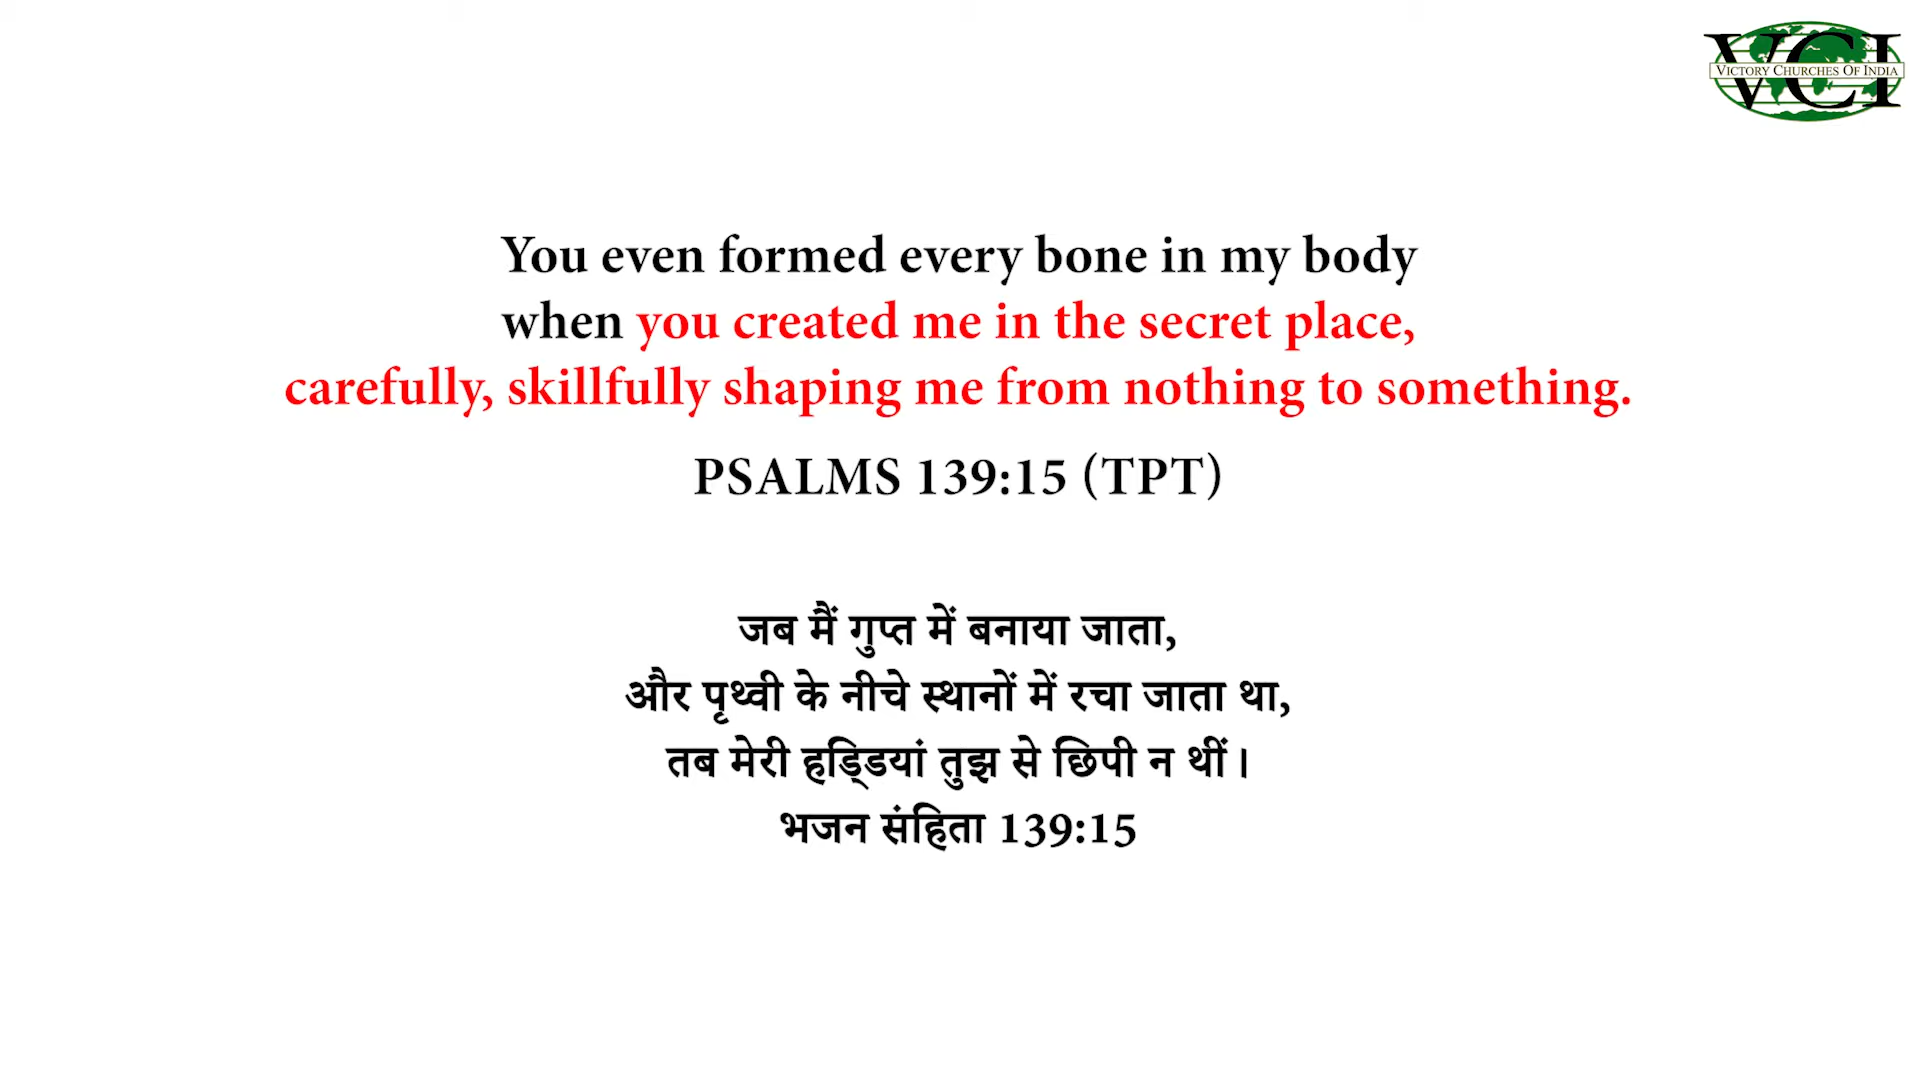 VCI
VICTORY CHURCHES OF INDIA
You even formed every bone in my body
when you created me in the secret place,
carefully, skillfully shaping me from nothing to something.
PSALMS 139:15 (TPT)
जब मैं गुप्त में बनाया जाता,
और पृथ्वी के नीचे स्थानों में रचा जाता था,
तब मेरी हड्डियां तुझ से छिपी न थीं।
भजन संहिता 139:15